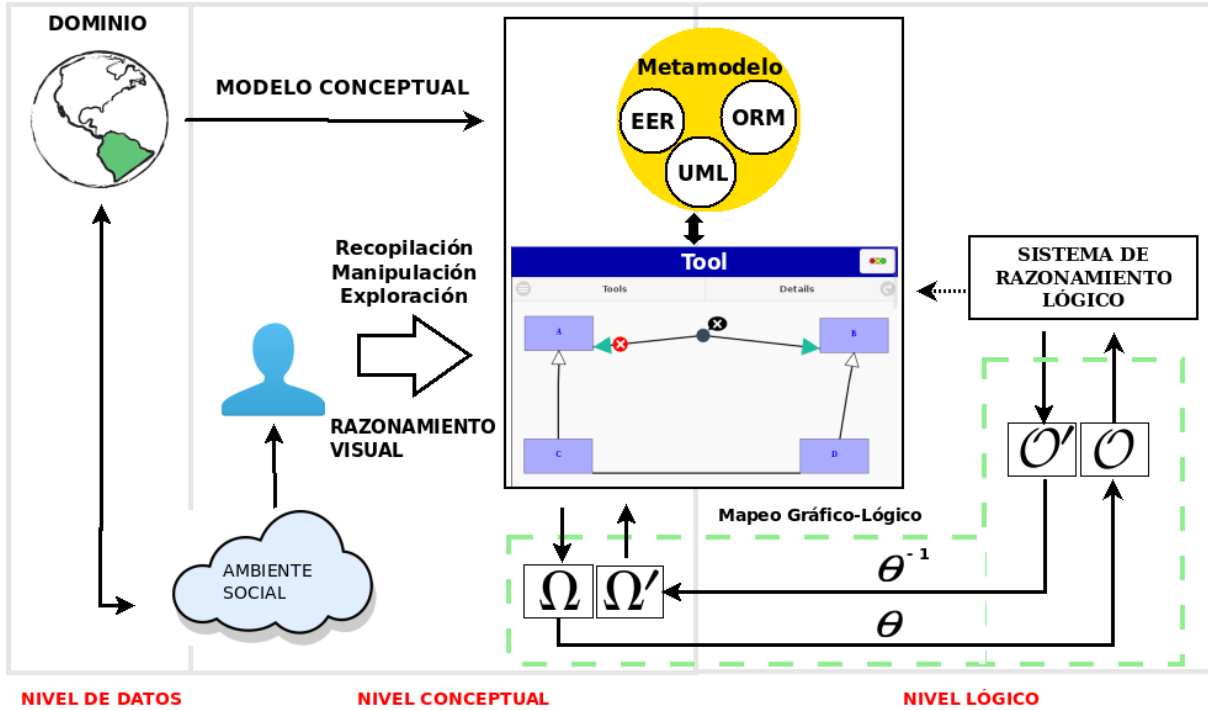 DOMINIO
MODELO CONCEPTUAL
Metamodelo
EER
ORM
UML
Recopilación
Manipulación
Exploración
RAZONAMIENTO
VISUAL
Tool
Tools
Details
A
B
C
D
SISTEMA DE
RAZONAMIENTO
LÓGICO
𝒪′
𝒪
Mapeo Gráfico-Lógico
AMBIENTE
SOCIAL
Ω
Ω′
θ⁻¹
θ
NIVEL DE DATOS
NIVEL CONCEPTUAL
NIVEL LÓGICO